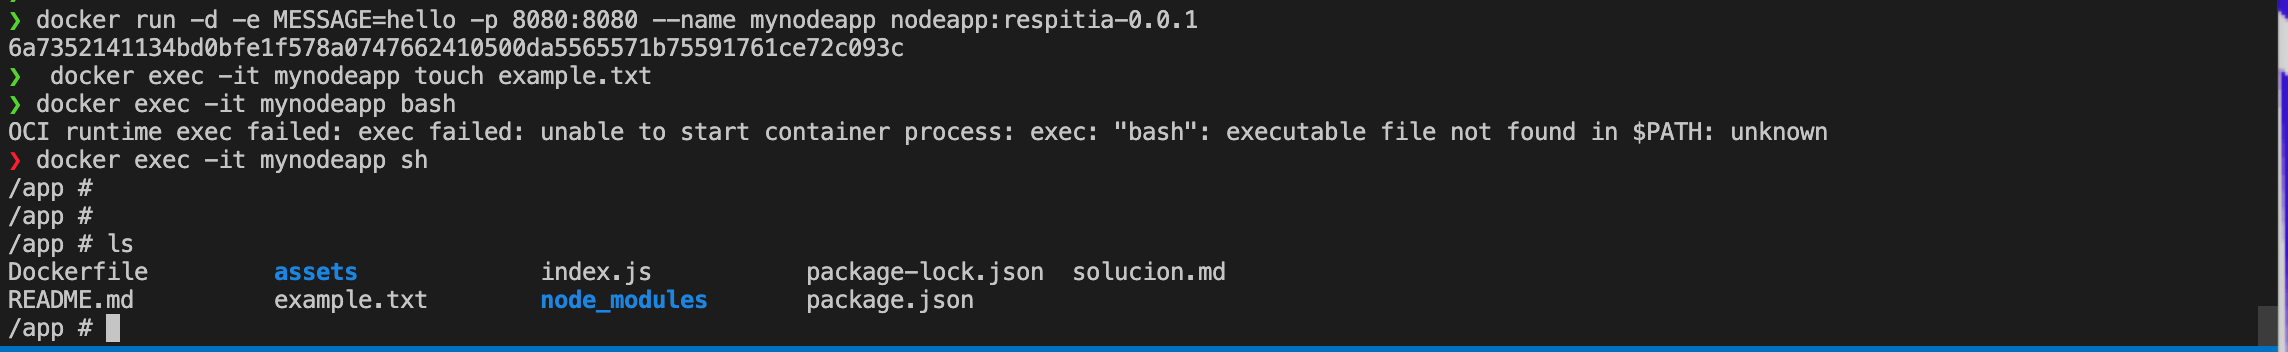 ❯ docker run -d -e MESSAGE=hello -p 8080:8080 --name mynodeapp nodeapp:respitia-0.0.1
6a7352141134bd0bfe1f578a0747662410500da5565571b75591761ce72c093c
❯  docker exec -it mynodeapp touch example.txt
❯ docker exec -it mynodeapp bash
OCI runtime exec failed: exec failed: unable to start container process: exec: "bash": executable file not found in $PATH: unknown
❯ docker exec -it mynodeapp sh
/app #
/app #
/app # ls
Dockerfile         assets             index.js           package-lock.json  solucion.md
README.md          example.txt        node_modules       package.json
/app #